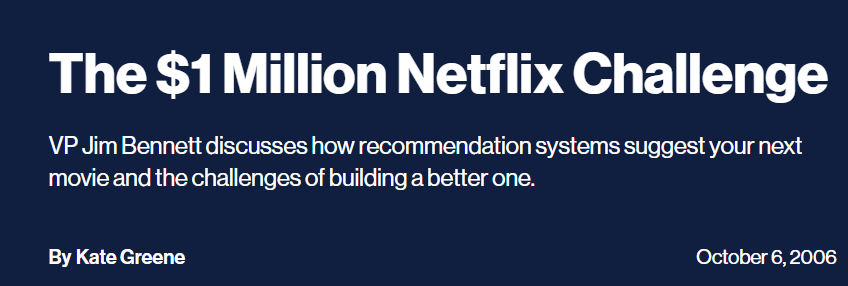 The $1 Million Netflix Challenge
VP Jim Bennett discusses how recommendation systems suggest your next
movie and the challenges of building a better one.
By Kate Greene
October 6, 2006